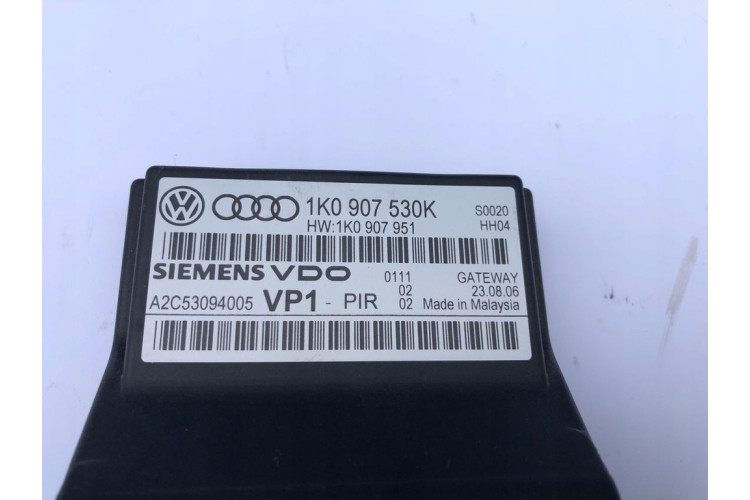 1K0 907 530K S0020
HW:1K0 907 951 HH04
SIEMENS VDO 0111 GATEWAY
02 23.08.06
A2C53094005 VP1 - PIR 02 Made in Malaysia